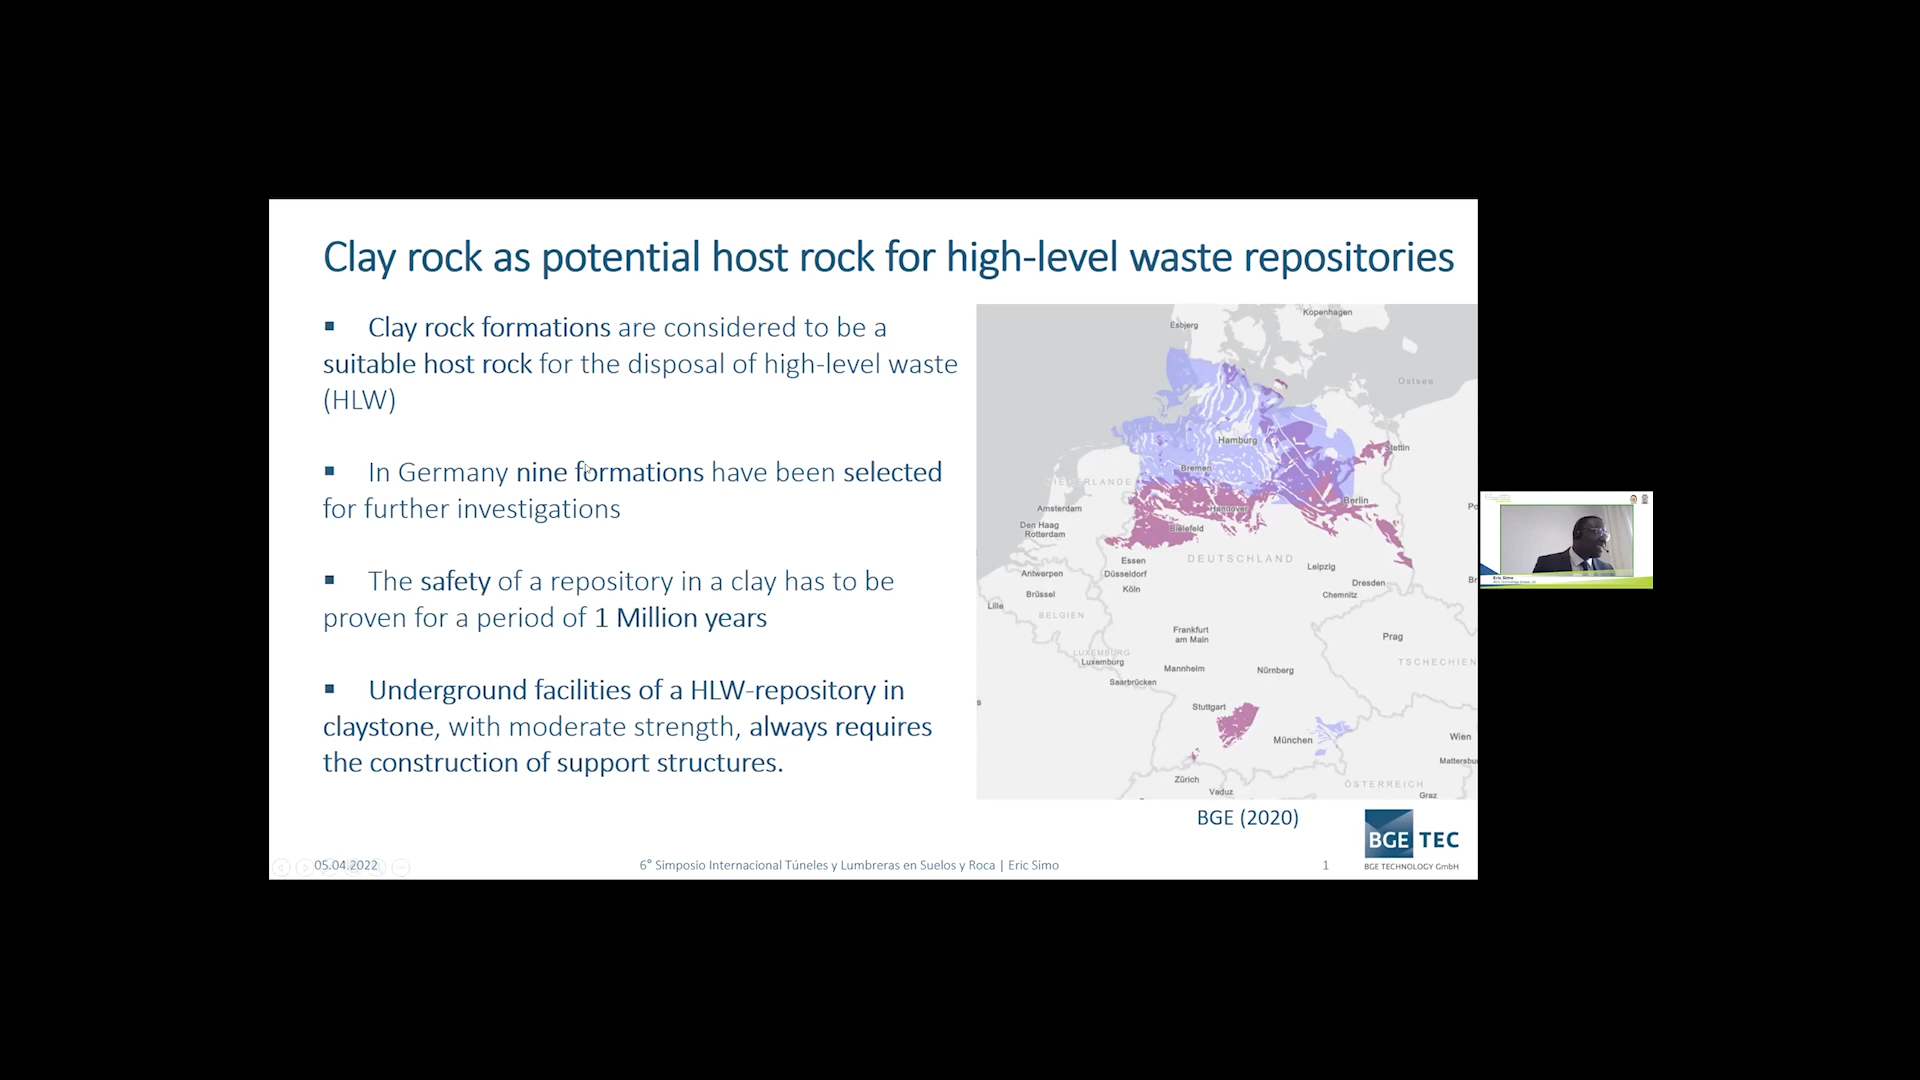 Clay rock as potential host rock for high-level waste repositories
▪ Clay rock formations are considered to be a
suitable host rock for the disposal of high-level waste
(HLW)
▪ In Germany nine formations have been selected
for further investigations
▪ The safety of a repository in a clay has to be
proven for a period of 1 Million years
▪ Underground facilities of a HLW-repository in
claystone, with moderate strength, always requires
the construction of support structures.
Kopenhagen
Esbjerg
Ostsee
Hamburg
Stettin
Bremen
NIEDERLANDE
Berlin
Po
Amsterdam
Hannover
Den Haag
Rotterdam
Bielefeld
DEUTSCHLAND
Essen
Leipzig
Antwerpen
Düsseldorf
Br
Dresden
Köln
Brüssel
Chemnitz
Lille
BELGIEN
Frankfurt
am Main
Prag
LUXEMBURG
Luxemburg
TSCHECHIEN
Mannheim
Nürnberg
Saarbrücken
s
Stuttgart
München
Wien
Mattersbu
Zürich
ÖSTERREICH
Vaduz
Graz
BGE (2020)
BGE TEC
BGE TECHNOLOGY GmbH
05.04.2022
6° Simposio Internacional Túneles y Lumbreras en Suelos y Roca | Eric Simo
1
Eric Simo